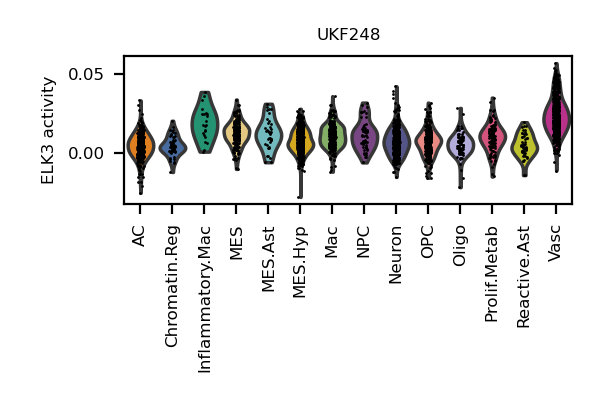 UKF248
ELK3 activity
0.05
0.00
AC
Chromatin.Reg
Inflammatory.Mac
MES
MES.Ast
MES.Hyp
Mac
NPC
Neuron
OPC
Oligo
Prolif.Metab
Reactive.Ast
Vasc